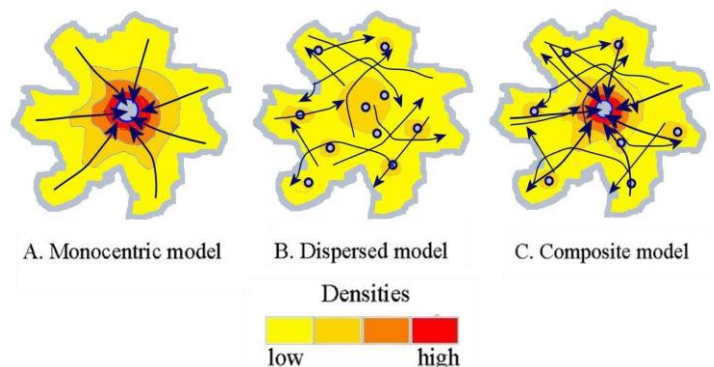 A. Monocentric model
B. Dispersed model
C. Composite model
Densities
low
high